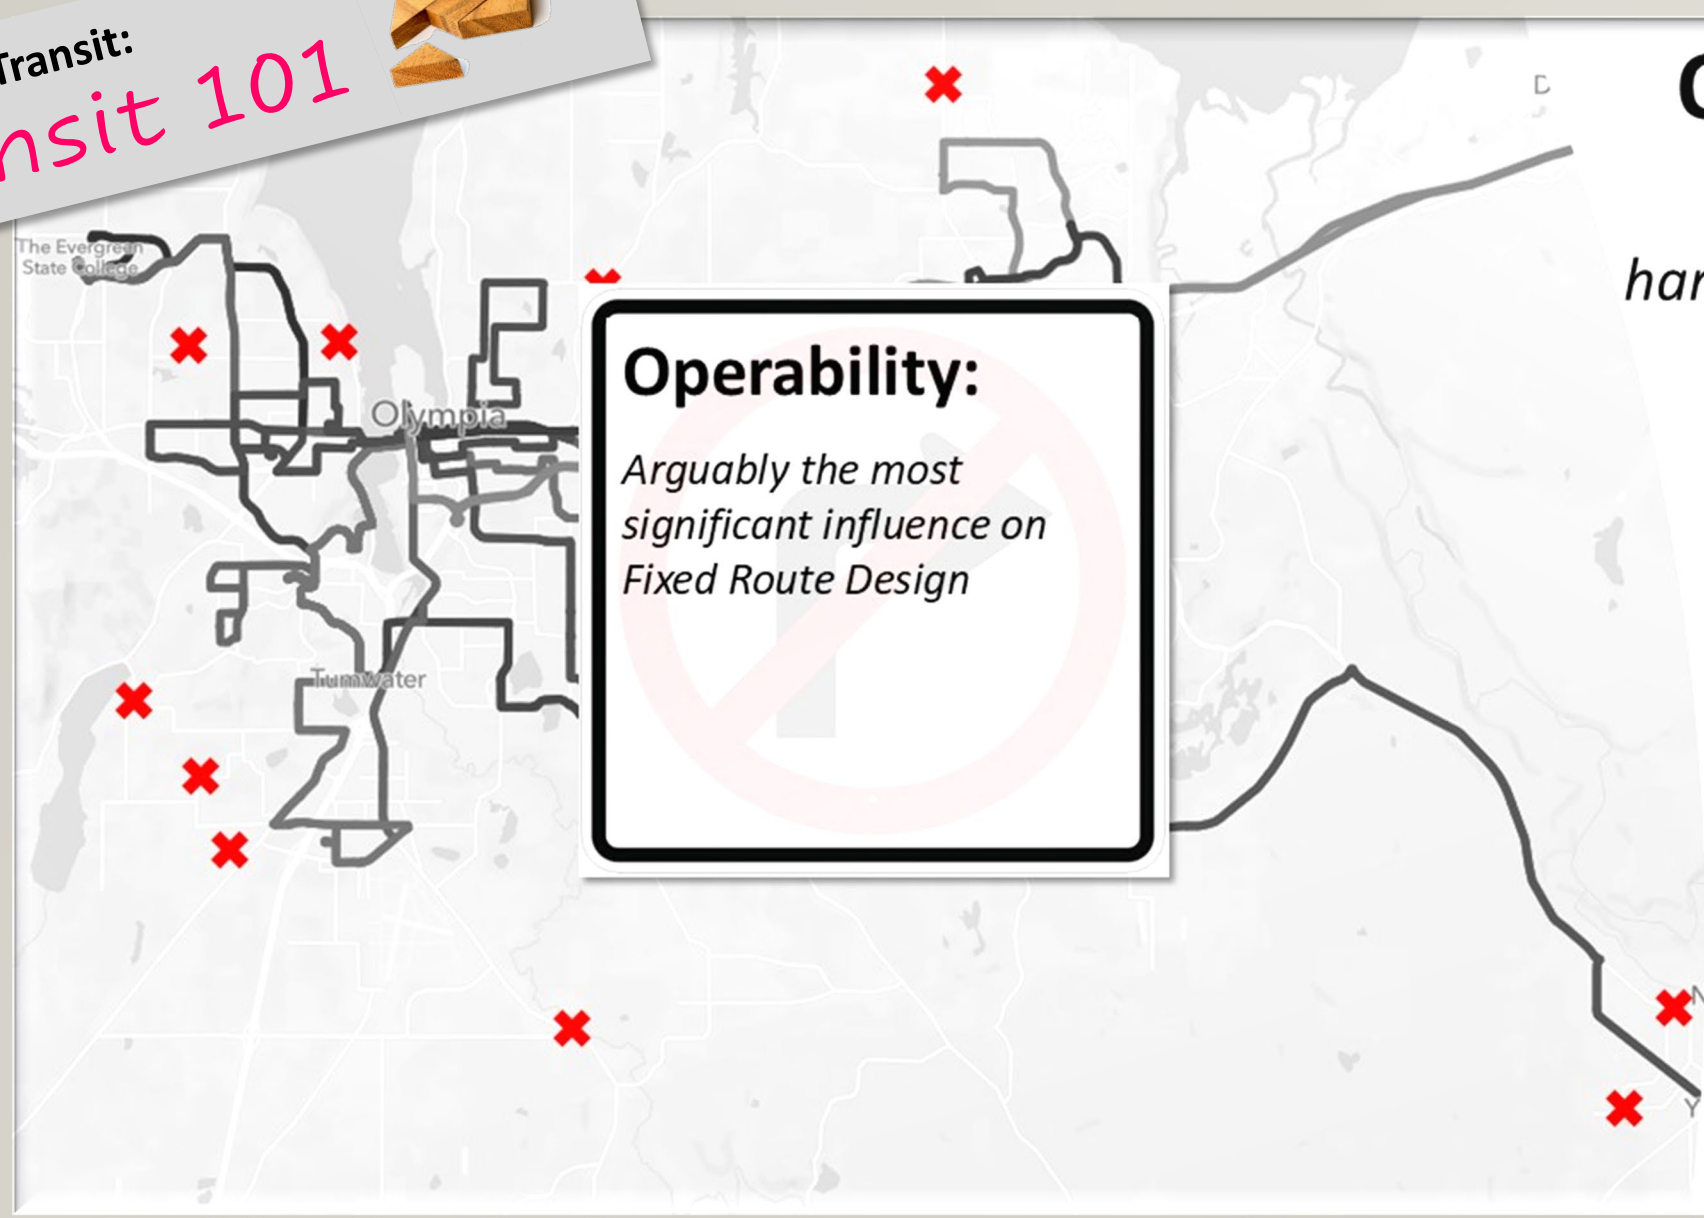 Transit:
nsit 101
The Evergreen
State College
Olympia
Tumwater
Operability:
Arguably the most
significant influence on
Fixed Route Design
har